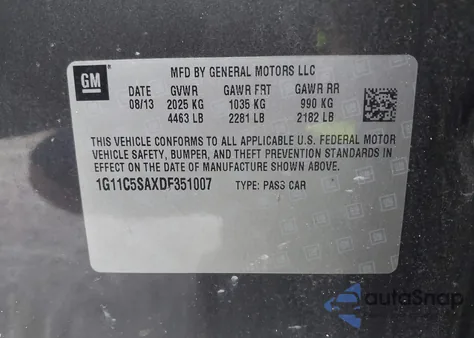 GM
MFD BY GENERAL MOTORS LLC
DATE GVWR GAWR FRT GAWR RR
08/13 2025 KG 1035 KG 990 KG
4463 LB 2281 LB 2182 LB
THIS VEHICLE CONFORMS TO ALL APPLICABLE U.S. FEDERAL MOTOR
VEHICLE SAFETY, BUMPER, AND THEFT PREVENTION STANDARDS IN
EFFECT ON THE DATE OF MANUFACTURE SHOWN ABOVE.
1G11C5SAXDF351007 TYPE: PASS CAR
autoSnap